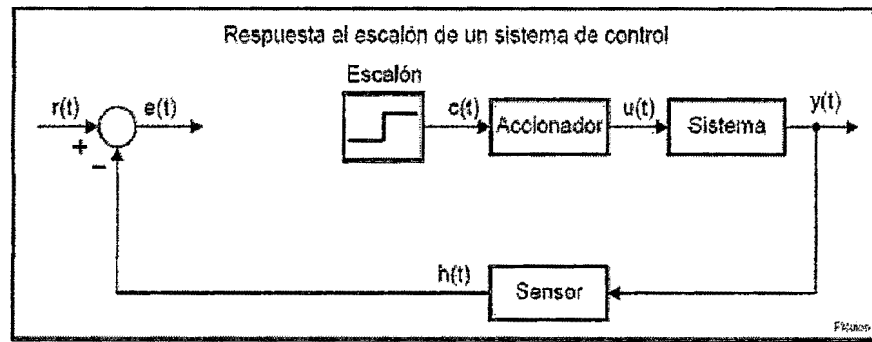 Respuesta al escalón de un sistema de control
Escalón
r(t) e(t) c(t) Accionador u(t) Sistema y(t)
+
−
h(t) Sensor